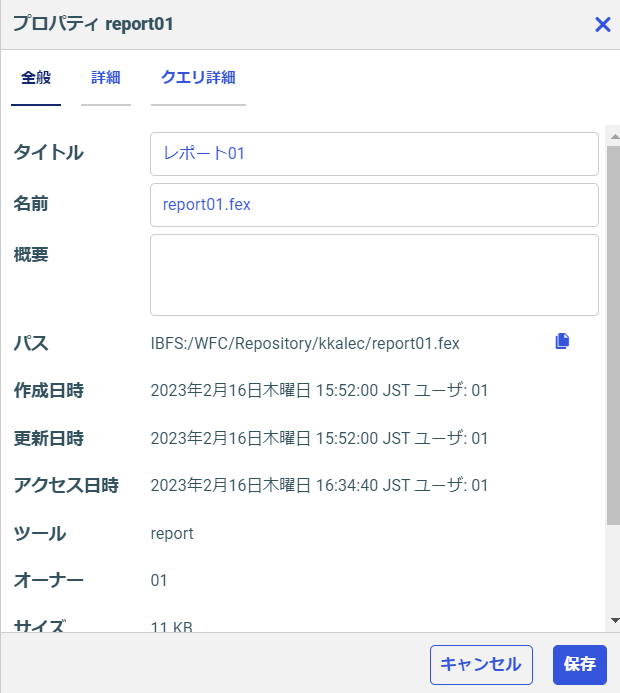 プロパティ report01
全般 詳細 クエリ詳細
タイトル レポート01
名前 report01.fex
概要
パス IBFS:/WFC/Repository/kkalec/report01.fex
作成日時 2023年2月16日木曜日 15:52:00 JST ユーザ: 01
更新日時 2023年2月16日木曜日 15:52:00 JST ユーザ: 01
アクセス日時 2023年2月16日木曜日 16:34:40 JST ユーザ: 01
ツール report
オーナー 01
サイズ 11 KB
キャンセル 保存